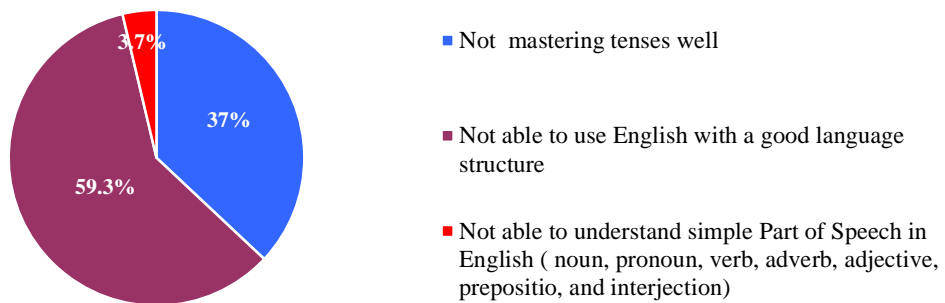 3.7%
37%
59.3%
Not mastering tenses well
Not able to use English with a good language
structure
Not able to understand simple Part of Speech in
English ( noun, pronoun, verb, adverb, adjective,
prepositio, and interjection)